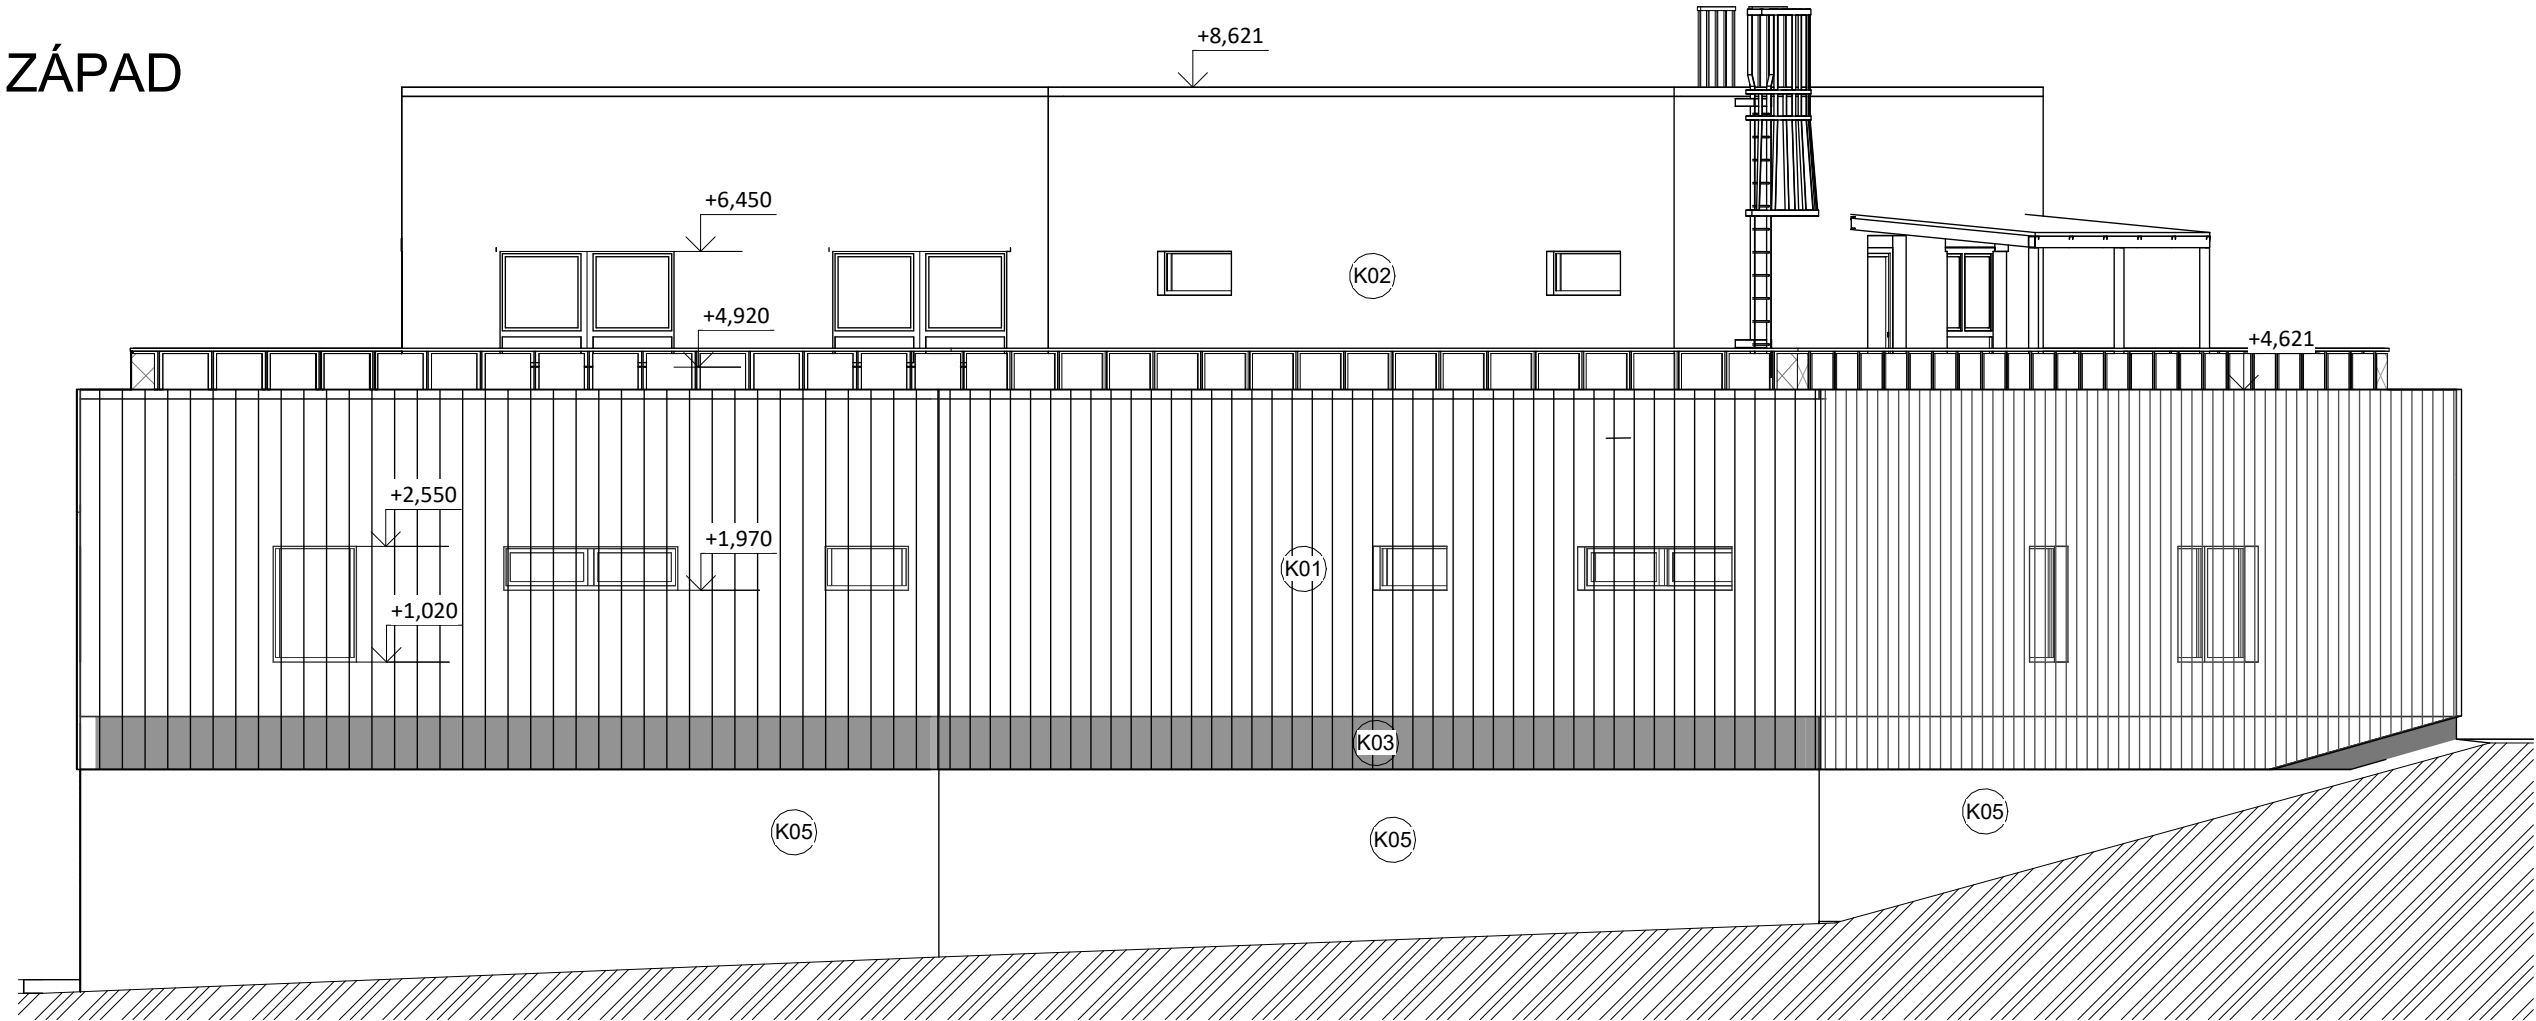 +8,621
ZÁPAD
+6,450
K02
+4,920
+4,621
+2,550
+1,970
K01
+1,020
K03
K05
K05
K05